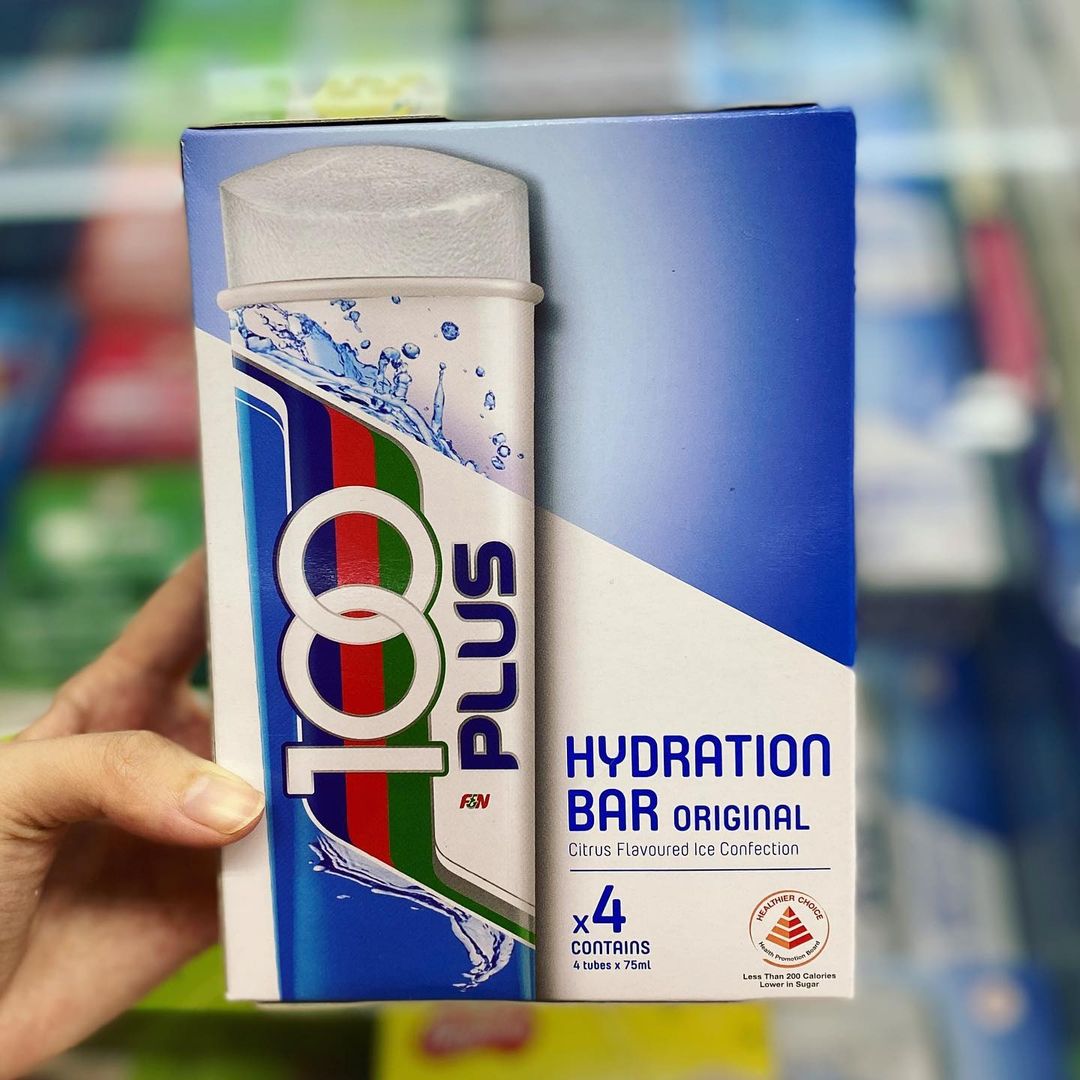 100
PLUS
F&N
HYDRATION
BAR ORIGINAL
Citrus Flavoured Ice Confection
x4
CONTAINS
4 tubes x 75ml
HEALTHIER CHOICE
Health Promotion Board
Less Than 200 Calories
Lower in Sugar